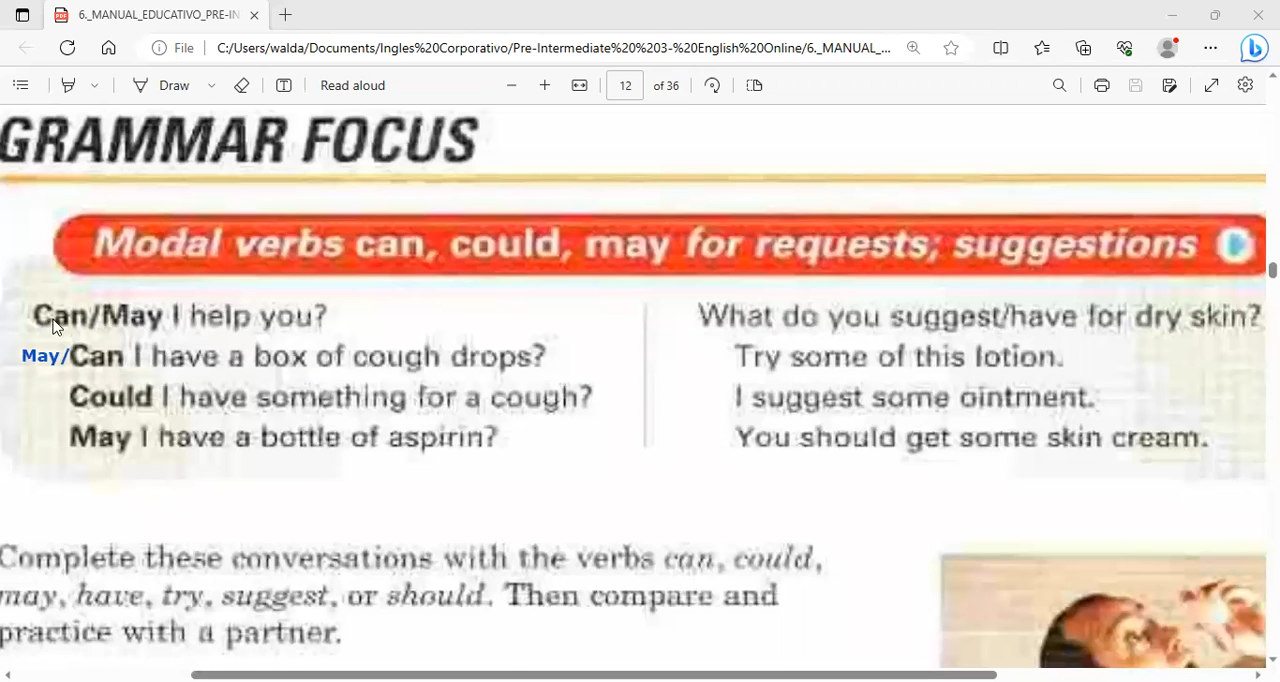 6._MANUAL_EDUCATIVO_PRE-IN
File
C:/Users/walda/Documents/Ingles%20Corporativo/Pre-Intermediate%20%203-%20English%20Online/6._MANUAL_...
Draw
Read aloud
12
of 36
GRAMMAR FOCUS
Modal verbs can, could, may for requests; suggestions
Can/May I help you?
May/Can I have a box of cough drops?
Could I have something for a cough?
May I have a bottle of aspirin?
What do you suggest/have for dry skin?
Try some of this lotion.
I suggest some ointment.
You should get some skin cream.
Complete these conversations with the verbs can, could,
may, have, try, suggest, or should. Then compare and
practice with a partner.